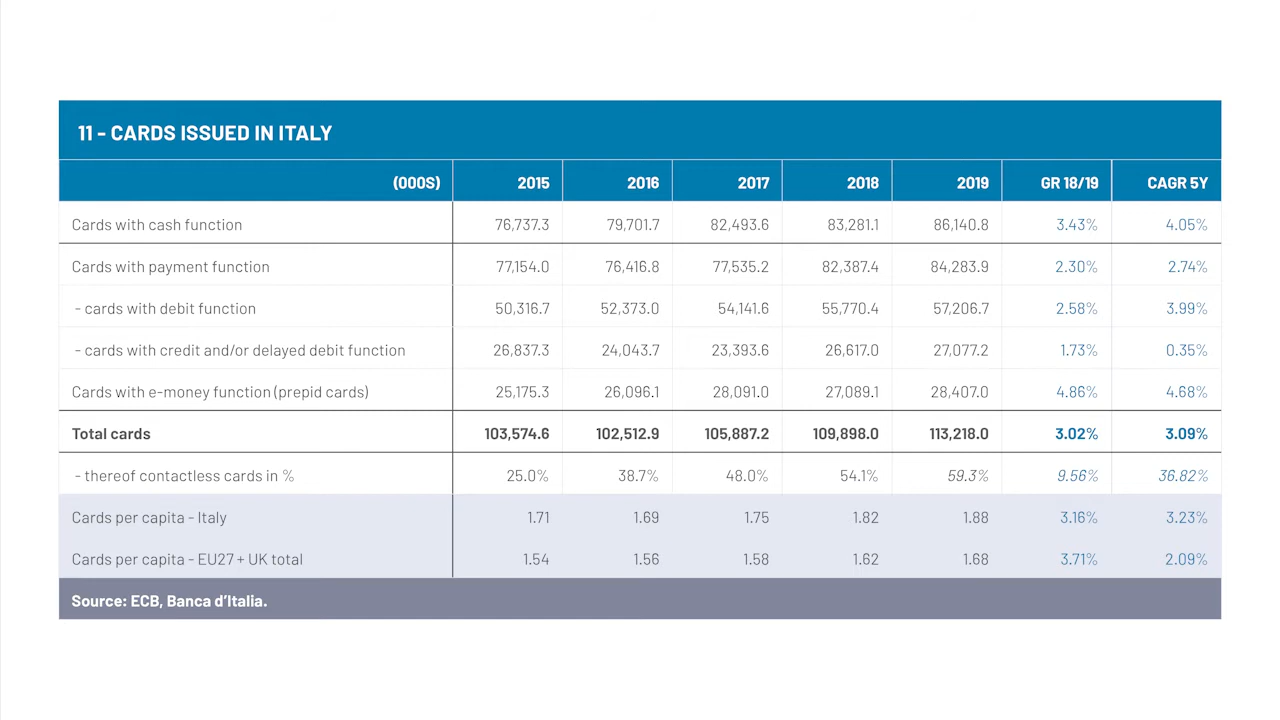 11 - CARDS ISSUED IN ITALY
(000S) 2015 2016 2017 2018 2019 GR 18/19 CAGR 5Y
Cards with cash function 76,737.3 79,701.7 82,493.6 83,281.1 86,140.8 3.43% 4.05%
Cards with payment function 77,154.0 76,416.8 77,535.2 82,387.4 84,283.9 2.30% 2.74%
- cards with debit function 50,316.7 52,373.0 54,141.6 55,770.4 57,206.7 2.58% 3.99%
- cards with credit and/or delayed debit function 26,837.3 24,043.7 23,393.6 26,617.0 27,077.2 1.73% 0.35%
Cards with e-money function (prepid cards) 25,175.3 26,096.1 28,091.0 27,089.1 28,407.0 4.86% 4.68%
Total cards 103,574.6 102,512.9 105,887.2 109,898.0 113,218.0 3.02% 3.09%
- thereof contactless cards in % 25.0% 38.7% 48.0% 54.1% 59.3% 9.56% 36.82%
Cards per capita - Italy 1.71 1.69 1.75 1.82 1.88 3.16% 3.23%
Cards per capita - EU27 + UK total 1.54 1.56 1.58 1.62 1.68 3.71% 2.09%
Source: ECB, Banca d'Italia.